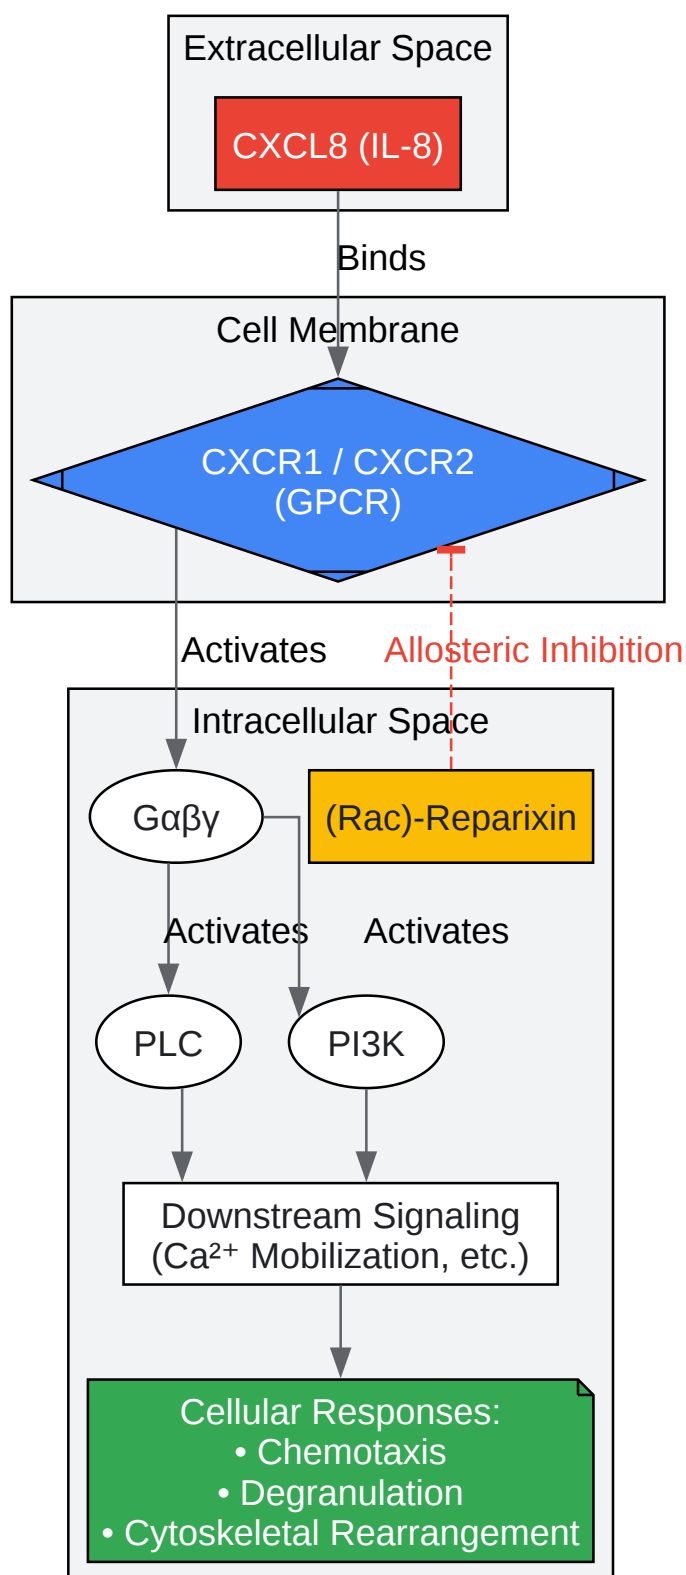 Extracellular Space
CXCL8 (IL-8)
Binds
Cell Membrane
CXCR1 / CXCR2
(GPCR)
Activates
Allosteric Inhibition
Intracellular Space
Gαβγ
(Rac)-Reparixin
Activates
Activates
PLC
PI3K
Downstream Signaling
(Ca²⁺ Mobilization, etc.)
Cellular Responses:
• Chemotaxis
• Degranulation
• Cytoskeletal Rearrangement